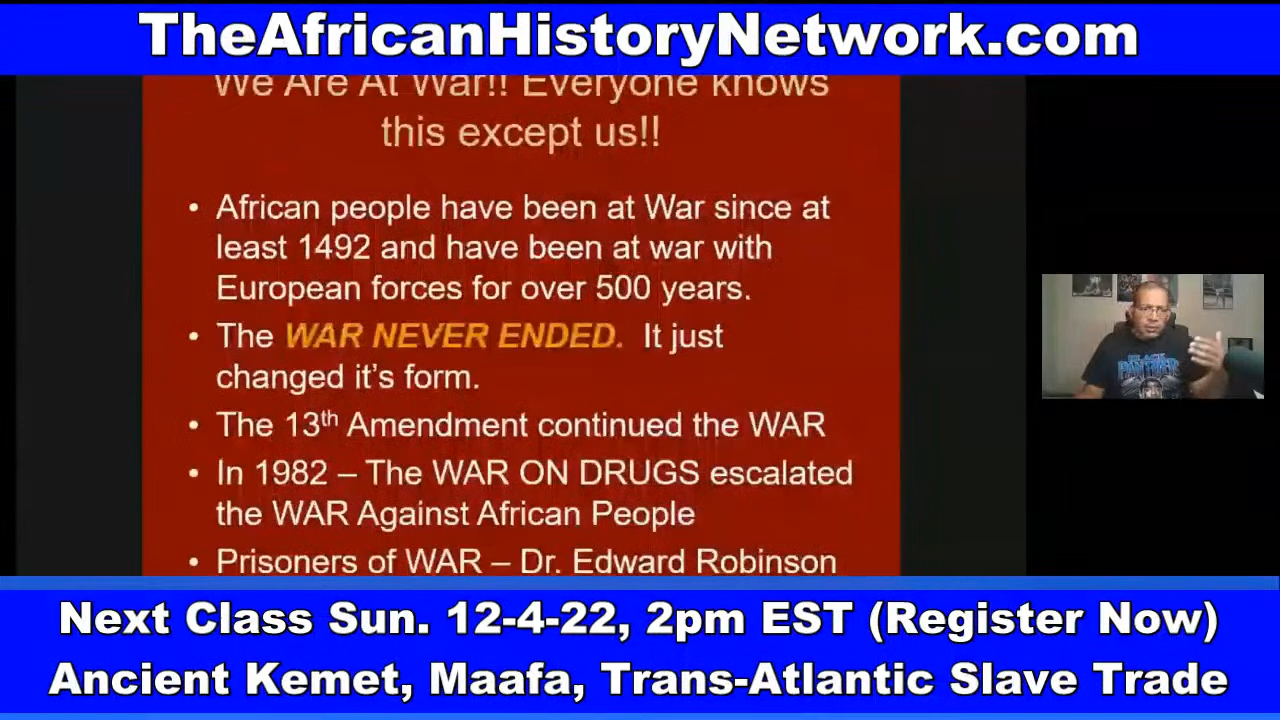 TheAfricanHistoryNetwork.com
We Are At War!! Everyone knows
this except us!!
• African people have been at War since at
least 1492 and have been at war with
European forces for over 500 years.
• The WAR NEVER ENDED. It just
changed it's form.
• The 13th Amendment continued the WAR
• In 1982 – The WAR ON DRUGS escalated
the WAR Against African People
• Prisoners of WAR – Dr. Edward Robinson
BLACK
PANTHER
Next Class Sun. 12-4-22, 2pm EST (Register Now)
Ancient Kemet, Maafa, Trans-Atlantic Slave Trade